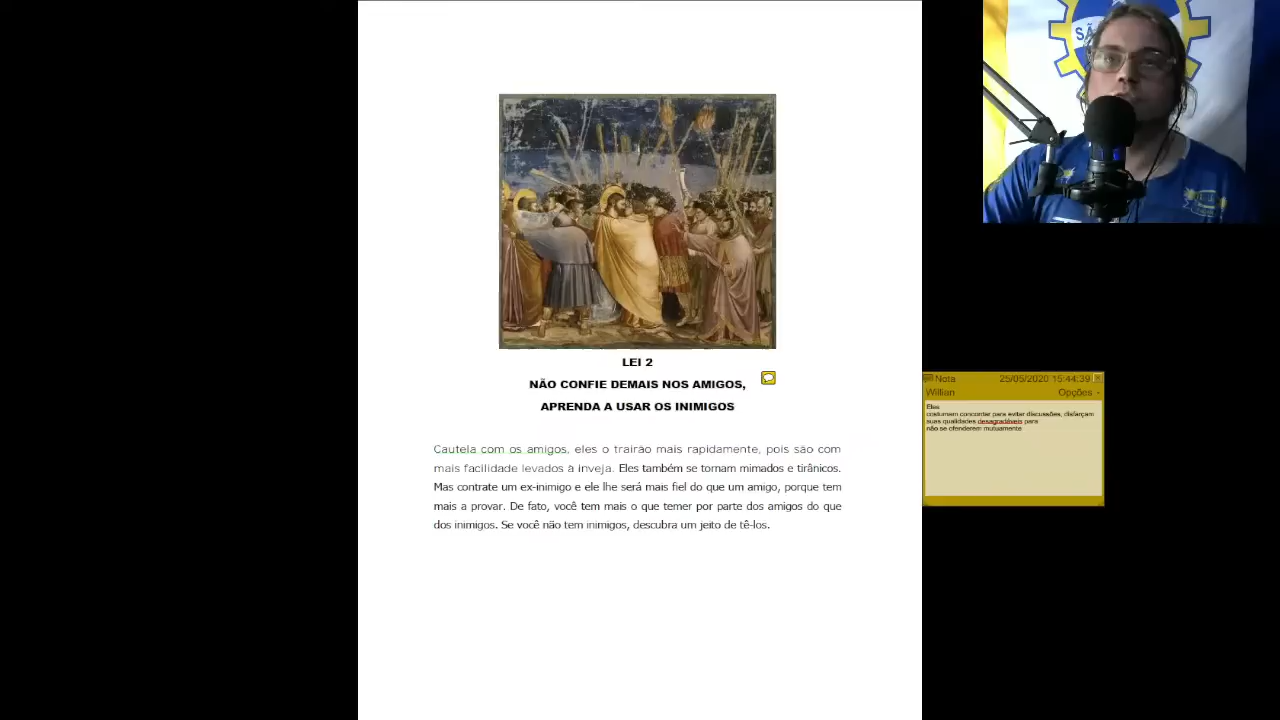 SÃ
LEI 2
NÃO CONFIE DEMAIS NOS AMIGOS,
APRENDA A USAR OS INIMIGOS
Cautela com os amigos, eles o trairão mais rapidamente, pois são com
mais facilidade levados à inveja. Eles também se tornam mimados e tirânicos.
Mas contrate um ex-inimigo e ele lhe será mais fiel do que um amigo, porque tem
mais a provar. De fato, você tem mais o que temer por parte dos amigos do que
dos inimigos. Se você não tem inimigos, descubra um jeito de tê-los.
Nota 25/05/2020 15:44:39
Willian Opções
Eles
costumem concordar para evitar discussões, disfarçam
suas qualidades desagradáveis para
não se ofenderem mutuamente